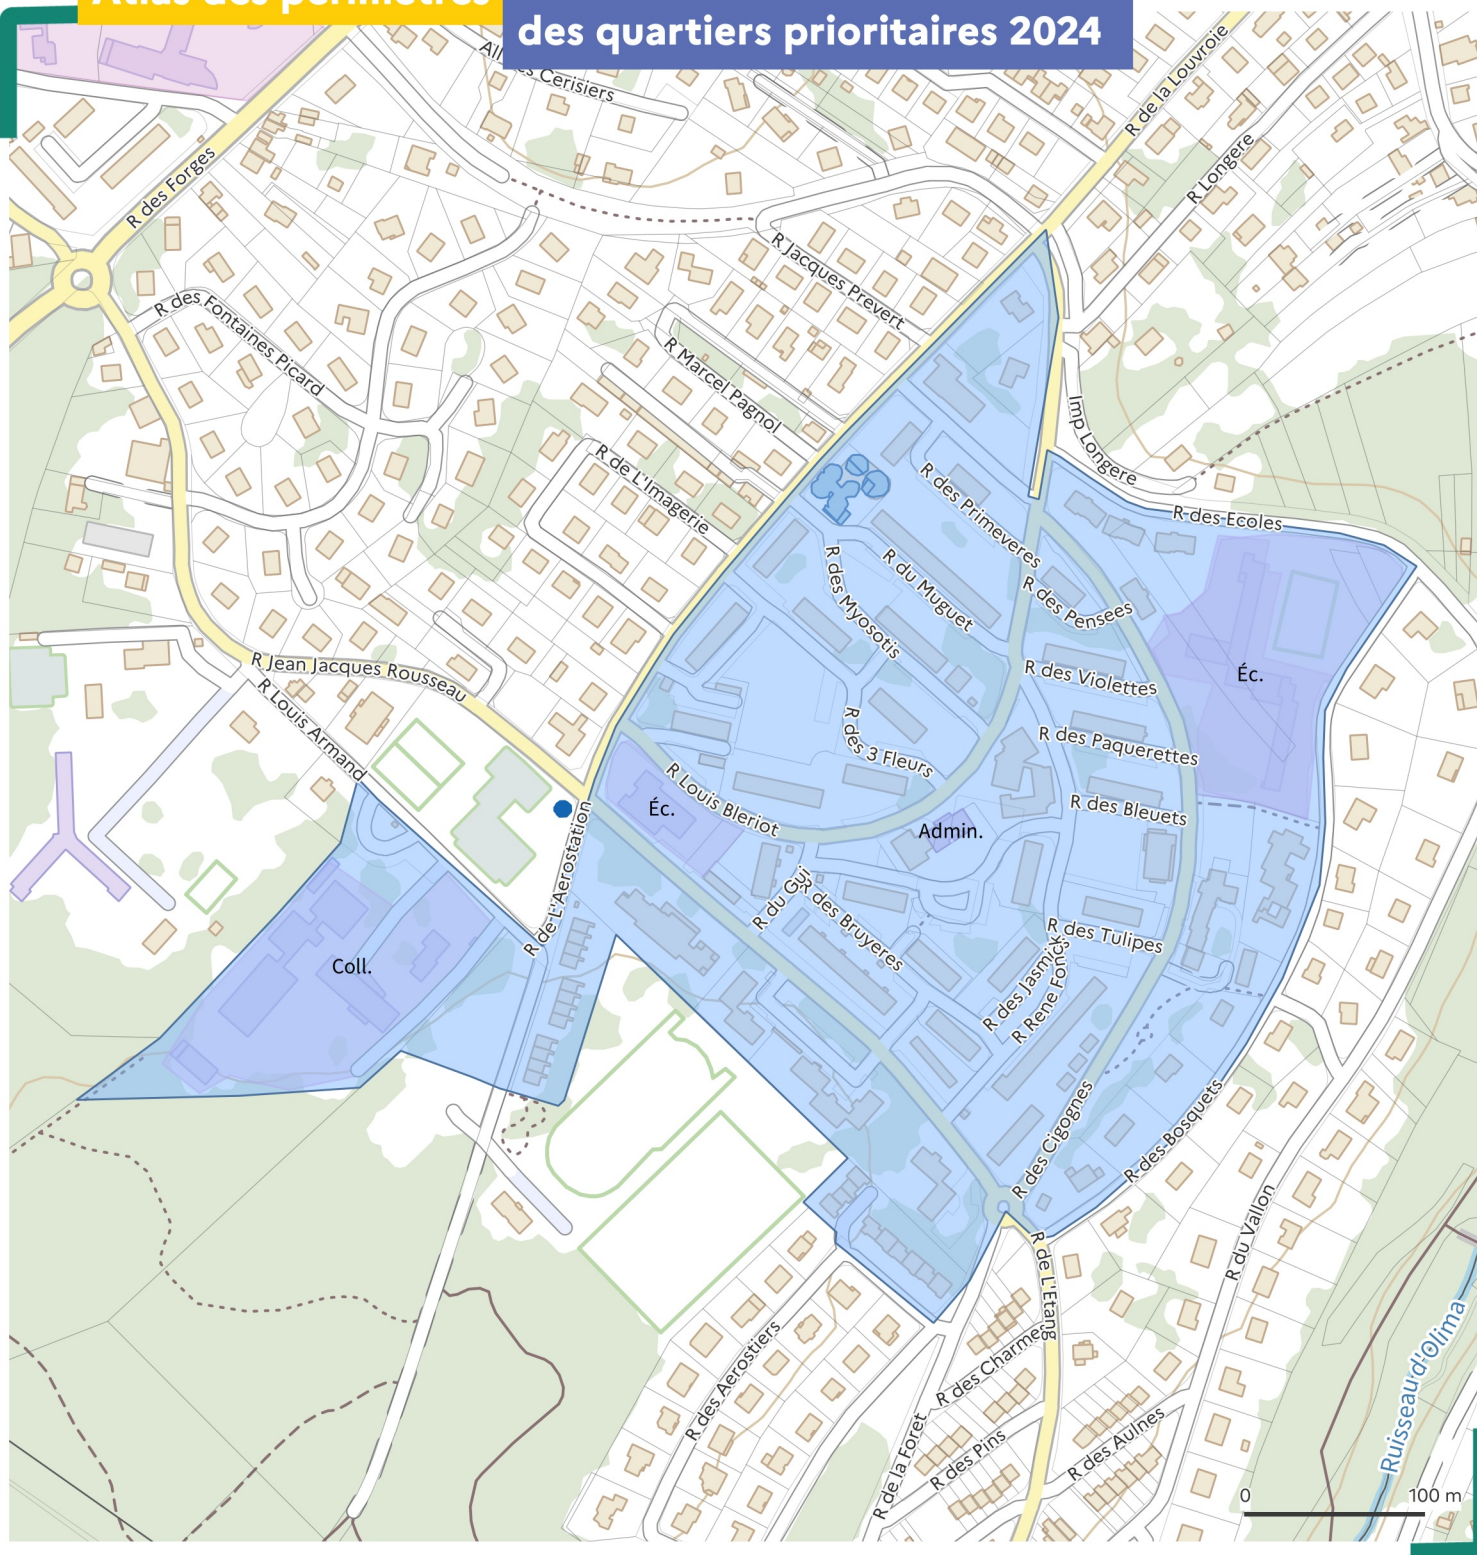 Atlas des périmètres
des quartiers prioritaires 2024
Cerisiers
R de la Louvroie
R des Forges
R Longere
R Jacques Prevert
R des Fontaines Picard
R Marcel Pagnol
Imp Longere
R de L'Imagerie
R des Primeveres
R des Ecoles
R des Myosotis
R du Muguet
R des Pensees
R Jean Jacques Rousseau
R des Violettes
Éc.
R Louis Armand
R des 3 Fleurs
R des Paquerettes
R Louis Bleriot
Éc.
Admin.
R des Bleuets
R de L'Aerostation
R du Gui
R des Bruyeres
R des Tulipes
Coll.
R des Jasmins
R Rene Fonck
R des Cigognes
R des Bosquets
R du Vallon
R de L'Etang
R des Aerostiers
R des Charmes
Ruisseau d'Olima
R de la Foret
R des Pins
R des Aulnes
0 100 m